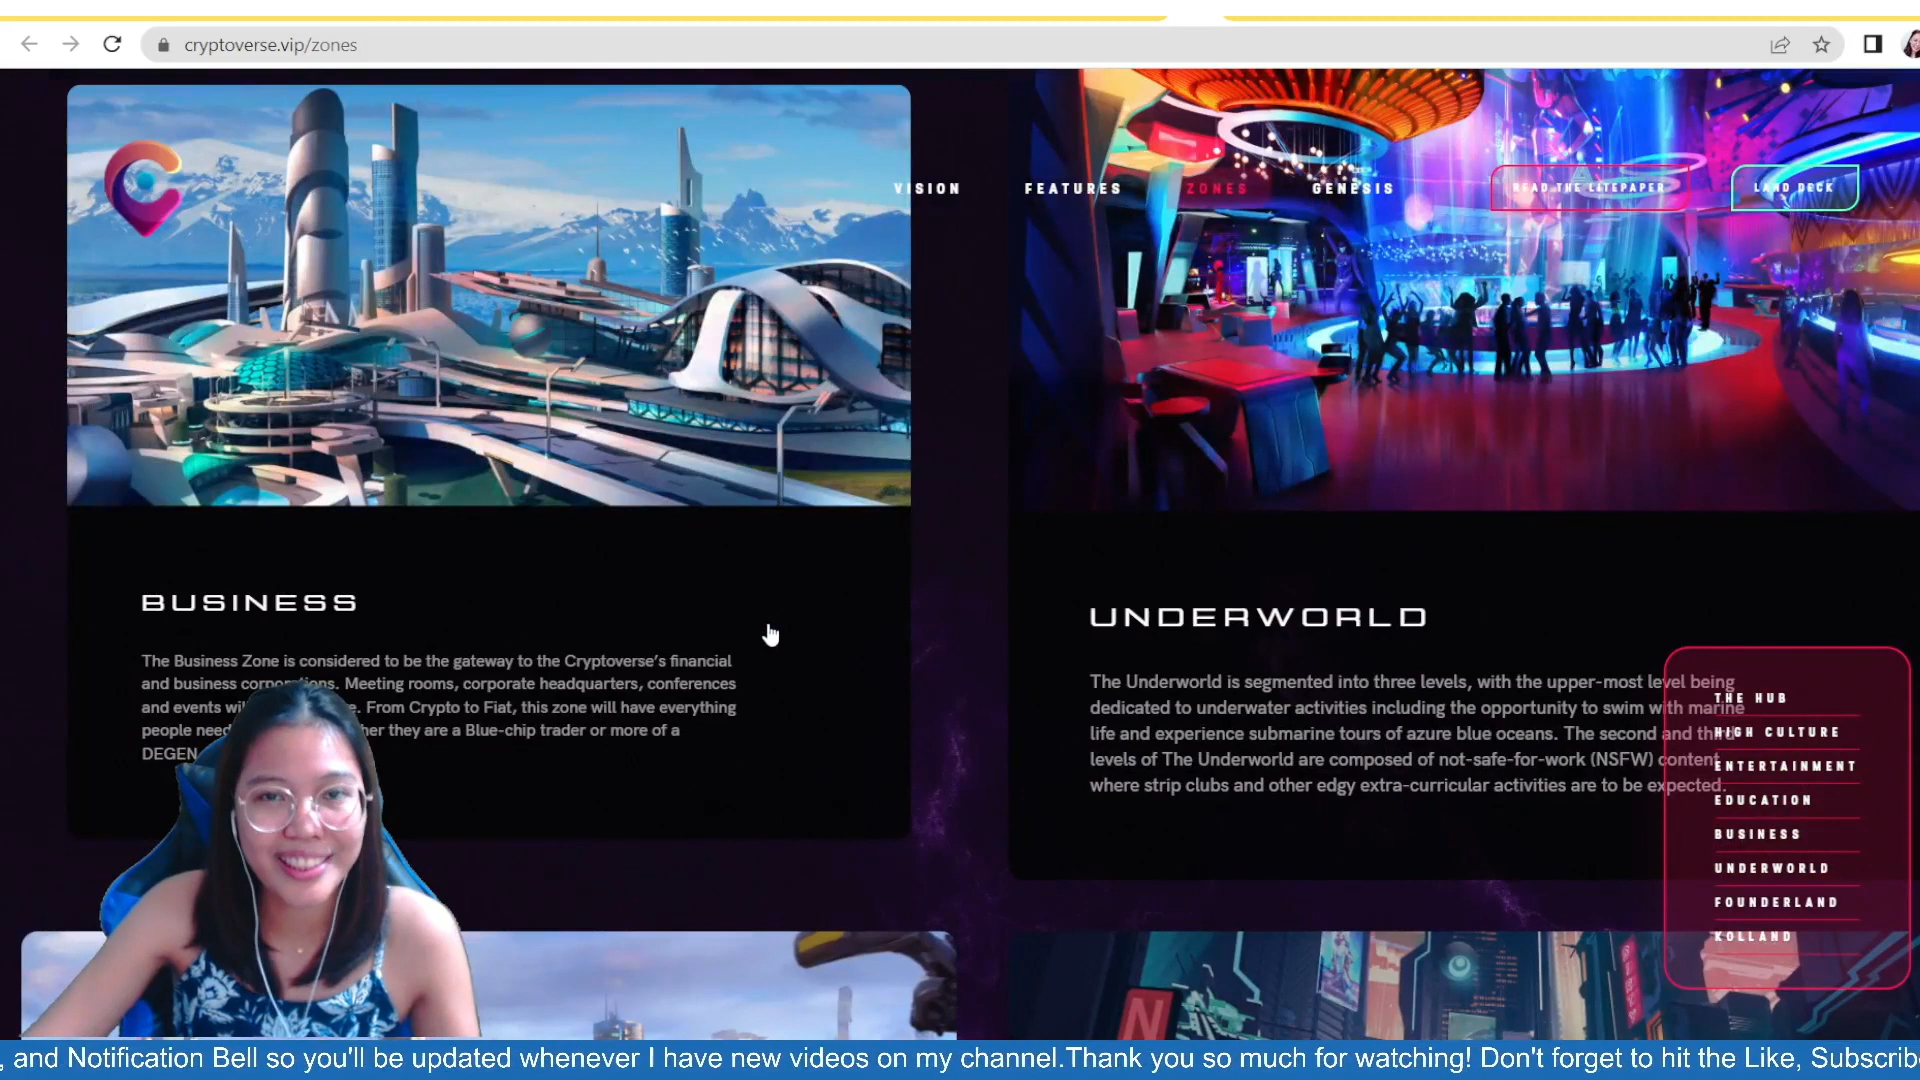 cryptoverse.vip/zones
VISION
FEATURES
ZONES
GENESIS
READ THE LITEPAPER
LAND DECK
BUSINESS
The Business Zone is considered to be the gateway to the Cryptoverse's financial
and business corporations. Meeting rooms, corporate headquarters, conferences
and events wi e. From Crypto to Fiat, this zone will have everything
people need her they are a Blue-chip trader or more of a
DEGEN
UNDERWORLD
The Underworld is segmented into three levels, with the upper-most level being
dedicated to underwater activities including the opportunity to swim with marine
life and experience submarine tours of azure blue oceans. The second and third
levels of The Underworld are composed of not-safe-for-work (NSFW) content
where strip clubs and other edgy extra-curricular activities are to be expected.
THE HUB
HIGH CULTURE
ENTERTAINMENT
EDUCATION
BUSINESS
UNDERWORLD
FOUNDERLAND
KOLLAND
N
, and Notification Bell so you'll be updated whenever I have new videos on my channel.Thank you so much for watching! Don't forget to hit the Like, Subscrib